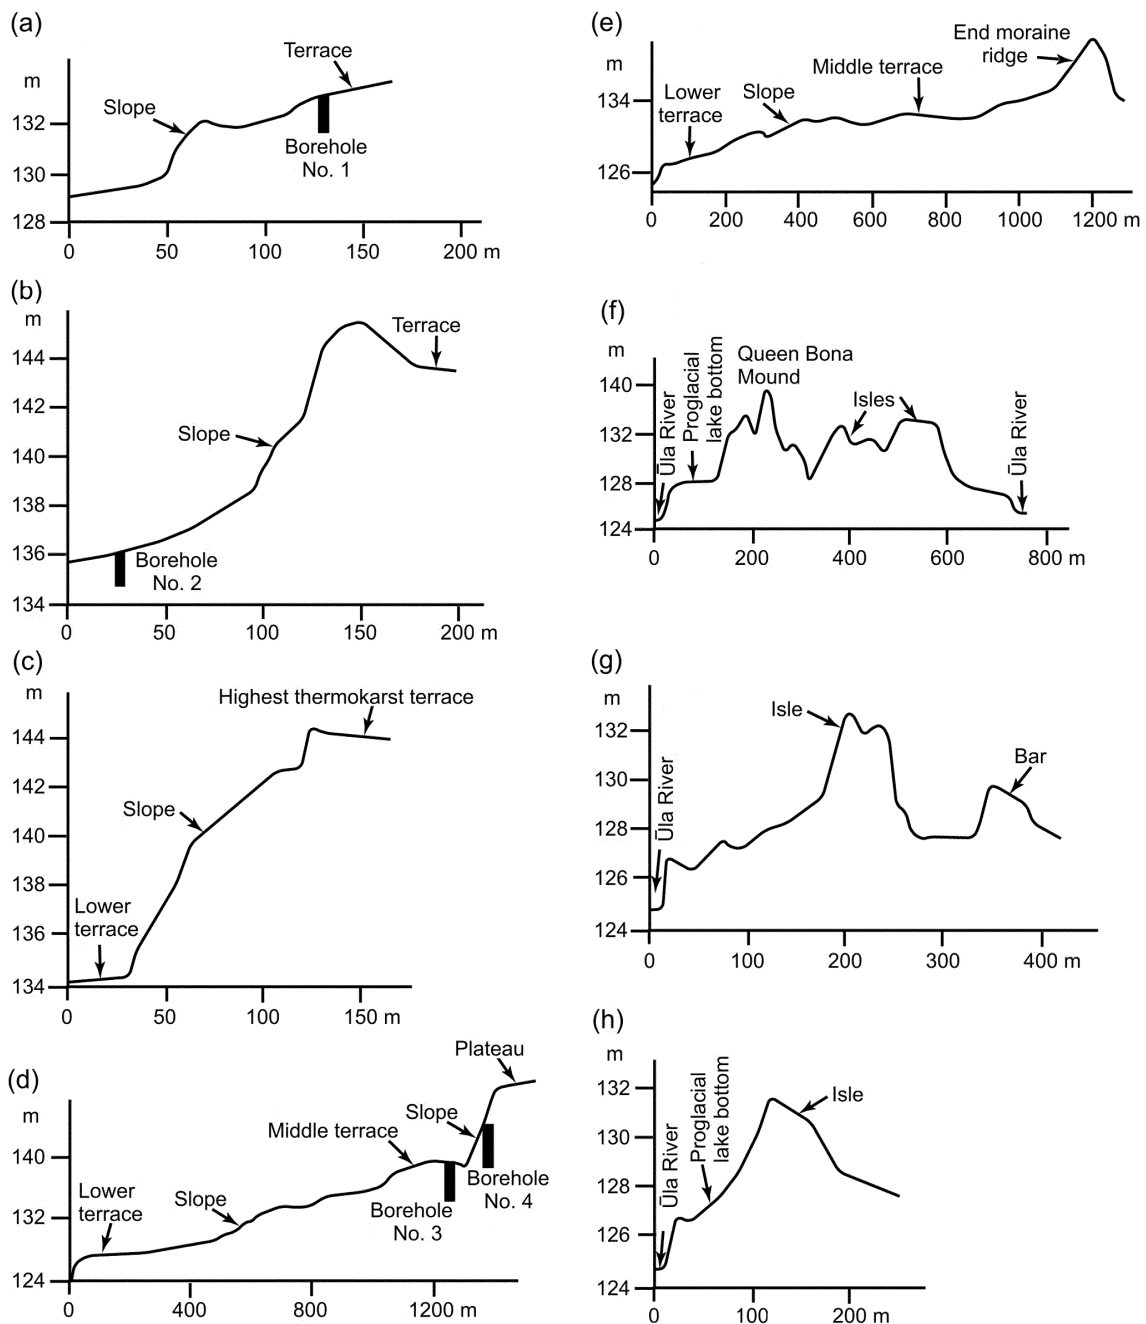 (a)
m
132
130
128
0 50 100 150 200 m
Slope
Terrace
Borehole
No. 1
(b)
m
144
142
140
138
136
134
0 50 100 150 200 m
Terrace
Slope
Borehole
No. 2
(c)
m
144
142
140
138
136
134
0 50 100 150 m
Highest thermokarst terrace
Slope
Lower
terrace
(d)
m
140
132
124
0 400 800 1200 m
Plateau
Slope
Middle terrace
Borehole
No. 4
Borehole
No. 3
Slope
Lower
terrace
(e)
m
134
126
0 200 400 600 800 1000 1200 m
End moraine
ridge
Middle terrace
Slope
Lower
terrace
(f)
m
140
132
128
124
0 200 400 600 800 m
Ūla River
Proglacial
lake bottom
Queen Bona
Mound
Isles
Ūla River
(g)
m
132
130
128
126
124
0 100 200 300 400 m
Ūla River
Isle
Bar
(h)
m
132
130
128
126
124
0 100 200 m
Ūla River
Proglacial
lake bottom
Isle